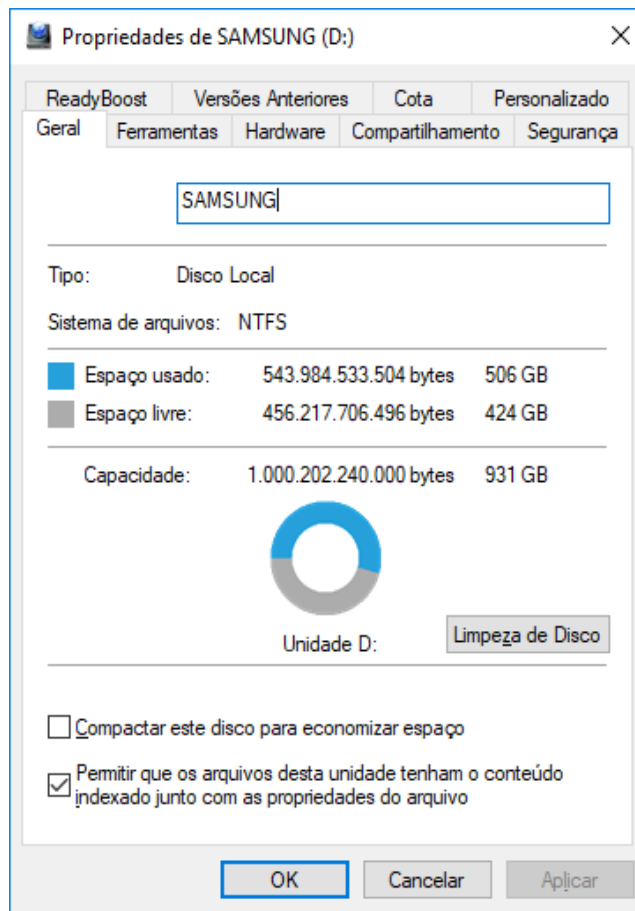 Propriedades de SAMSUNG (D:)
ReadyBoost Versões Anteriores Cota Personalizado
Geral Ferramentas Hardware Compartilhamento Segurança
SAMSUNG
Tipo: Disco Local
Sistema de arquivos: NTFS
Espaço usado: 543.984.533.504 bytes 506 GB
Espaço livre: 456.217.706.496 bytes 424 GB
Capacidade: 1.000.202.240.000 bytes 931 GB
Unidade D: Limpeza de Disco
Compactar este disco para economizar espaço
Permitir que os arquivos desta unidade tenham o conteúdo
indexado junto com as propriedades do arquivo
OK Cancelar Aplicar